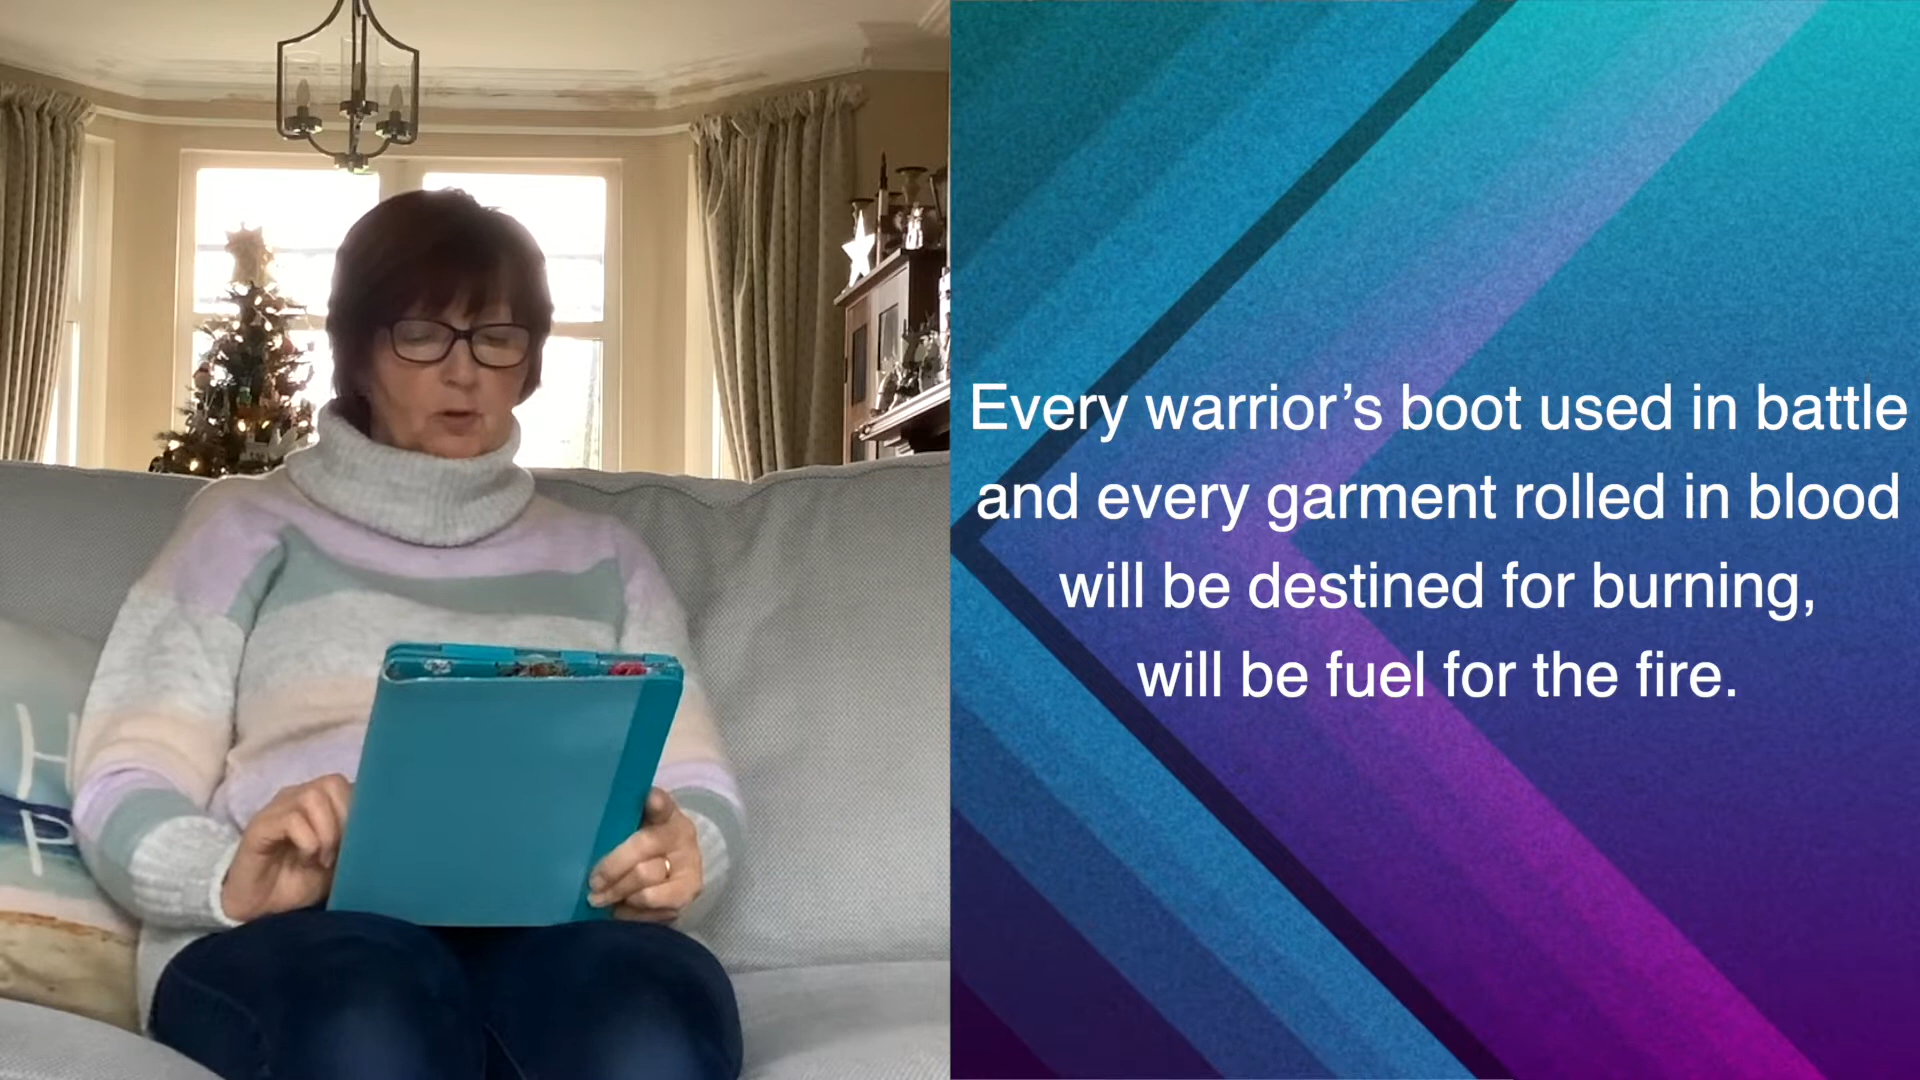 Every warrior’s boot used in battle
and every garment rolled in blood
will be destined for burning,
will be fuel for the fire.
H
P